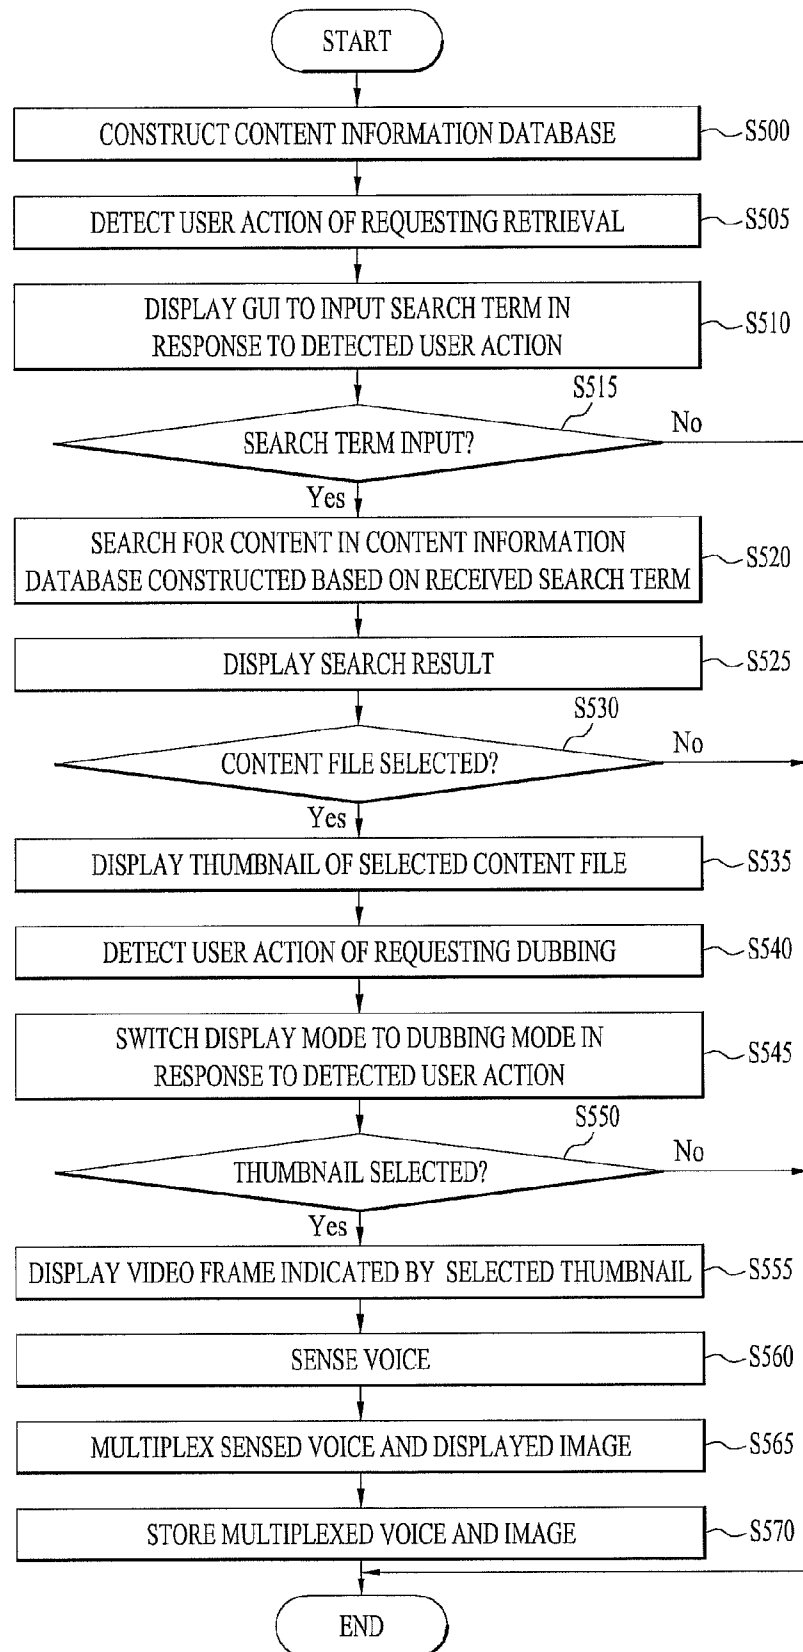 START
CONSTRUCT CONTENT INFORMATION DATABASE
S500
DETECT USER ACTION OF REQUESTING RETRIEVAL
S505
DISPLAY GUI TO INPUT SEARCH TERM IN
RESPONSE TO DETECTED USER ACTION
S510
S515
SEARCH TERM INPUT?
No
Yes
SEARCH FOR CONTENT IN CONTENT INFORMATION
DATABASE CONSTRUCTED BASED ON RECEIVED SEARCH TERM
S520
DISPLAY SEARCH RESULT
S525
S530
CONTENT FILE SELECTED?
No
Yes
DISPLAY THUMBNAIL OF SELECTED CONTENT FILE
S535
DETECT USER ACTION OF REQUESTING DUBBING
S540
SWITCH DISPLAY MODE TO DUBBING MODE IN
RESPONSE TO DETECTED USER ACTION
S545
S550
THUMBNAIL SELECTED?
No
Yes
DISPLAY VIDEO FRAME INDICATED BY SELECTED THUMBNAIL
S555
SENSE VOICE
S560
MULTIPLEX SENSED VOICE AND DISPLAYED IMAGE
S565
STORE MULTIPLEXED VOICE AND IMAGE
S570
END